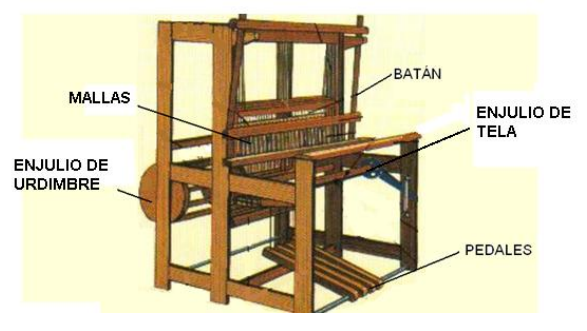 BATÁN
MALLAS
ENJULIO DE
TELA
ENJULIO DE
URDIMBRE
PEDALES